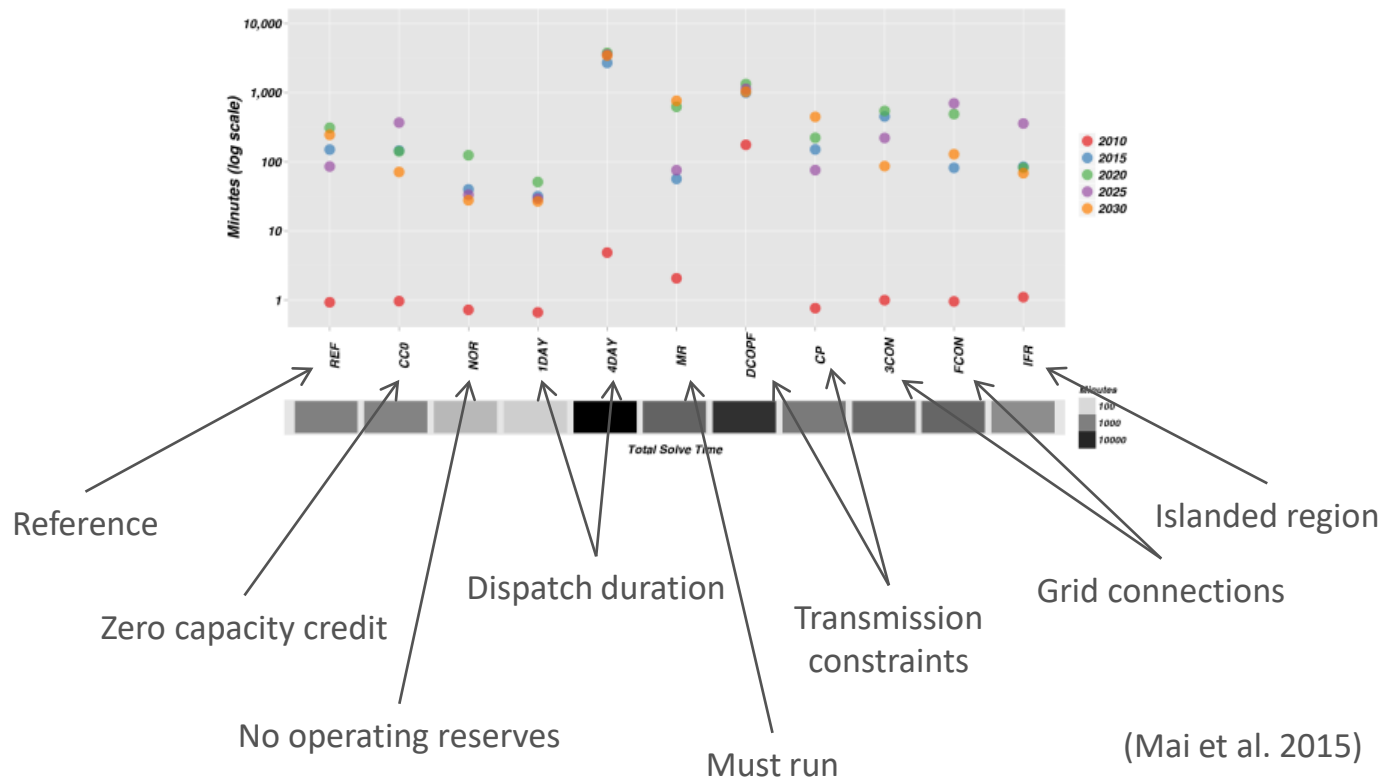 10,000
1,000
100
10
1
Minutes (log scale)
2010
2015
2020
2025
2030
REF
CC0
NOR
1DAY
4DAY
MR
DCOPF
CP
3CON
FCON
IFR
Minutes
100
1000
10000
Total Solve Time
Reference
Islanded region
Dispatch duration
Grid connections
Zero capacity credit
Transmission
constraints
No operating reserves
Must run
(Mai et al. 2015)